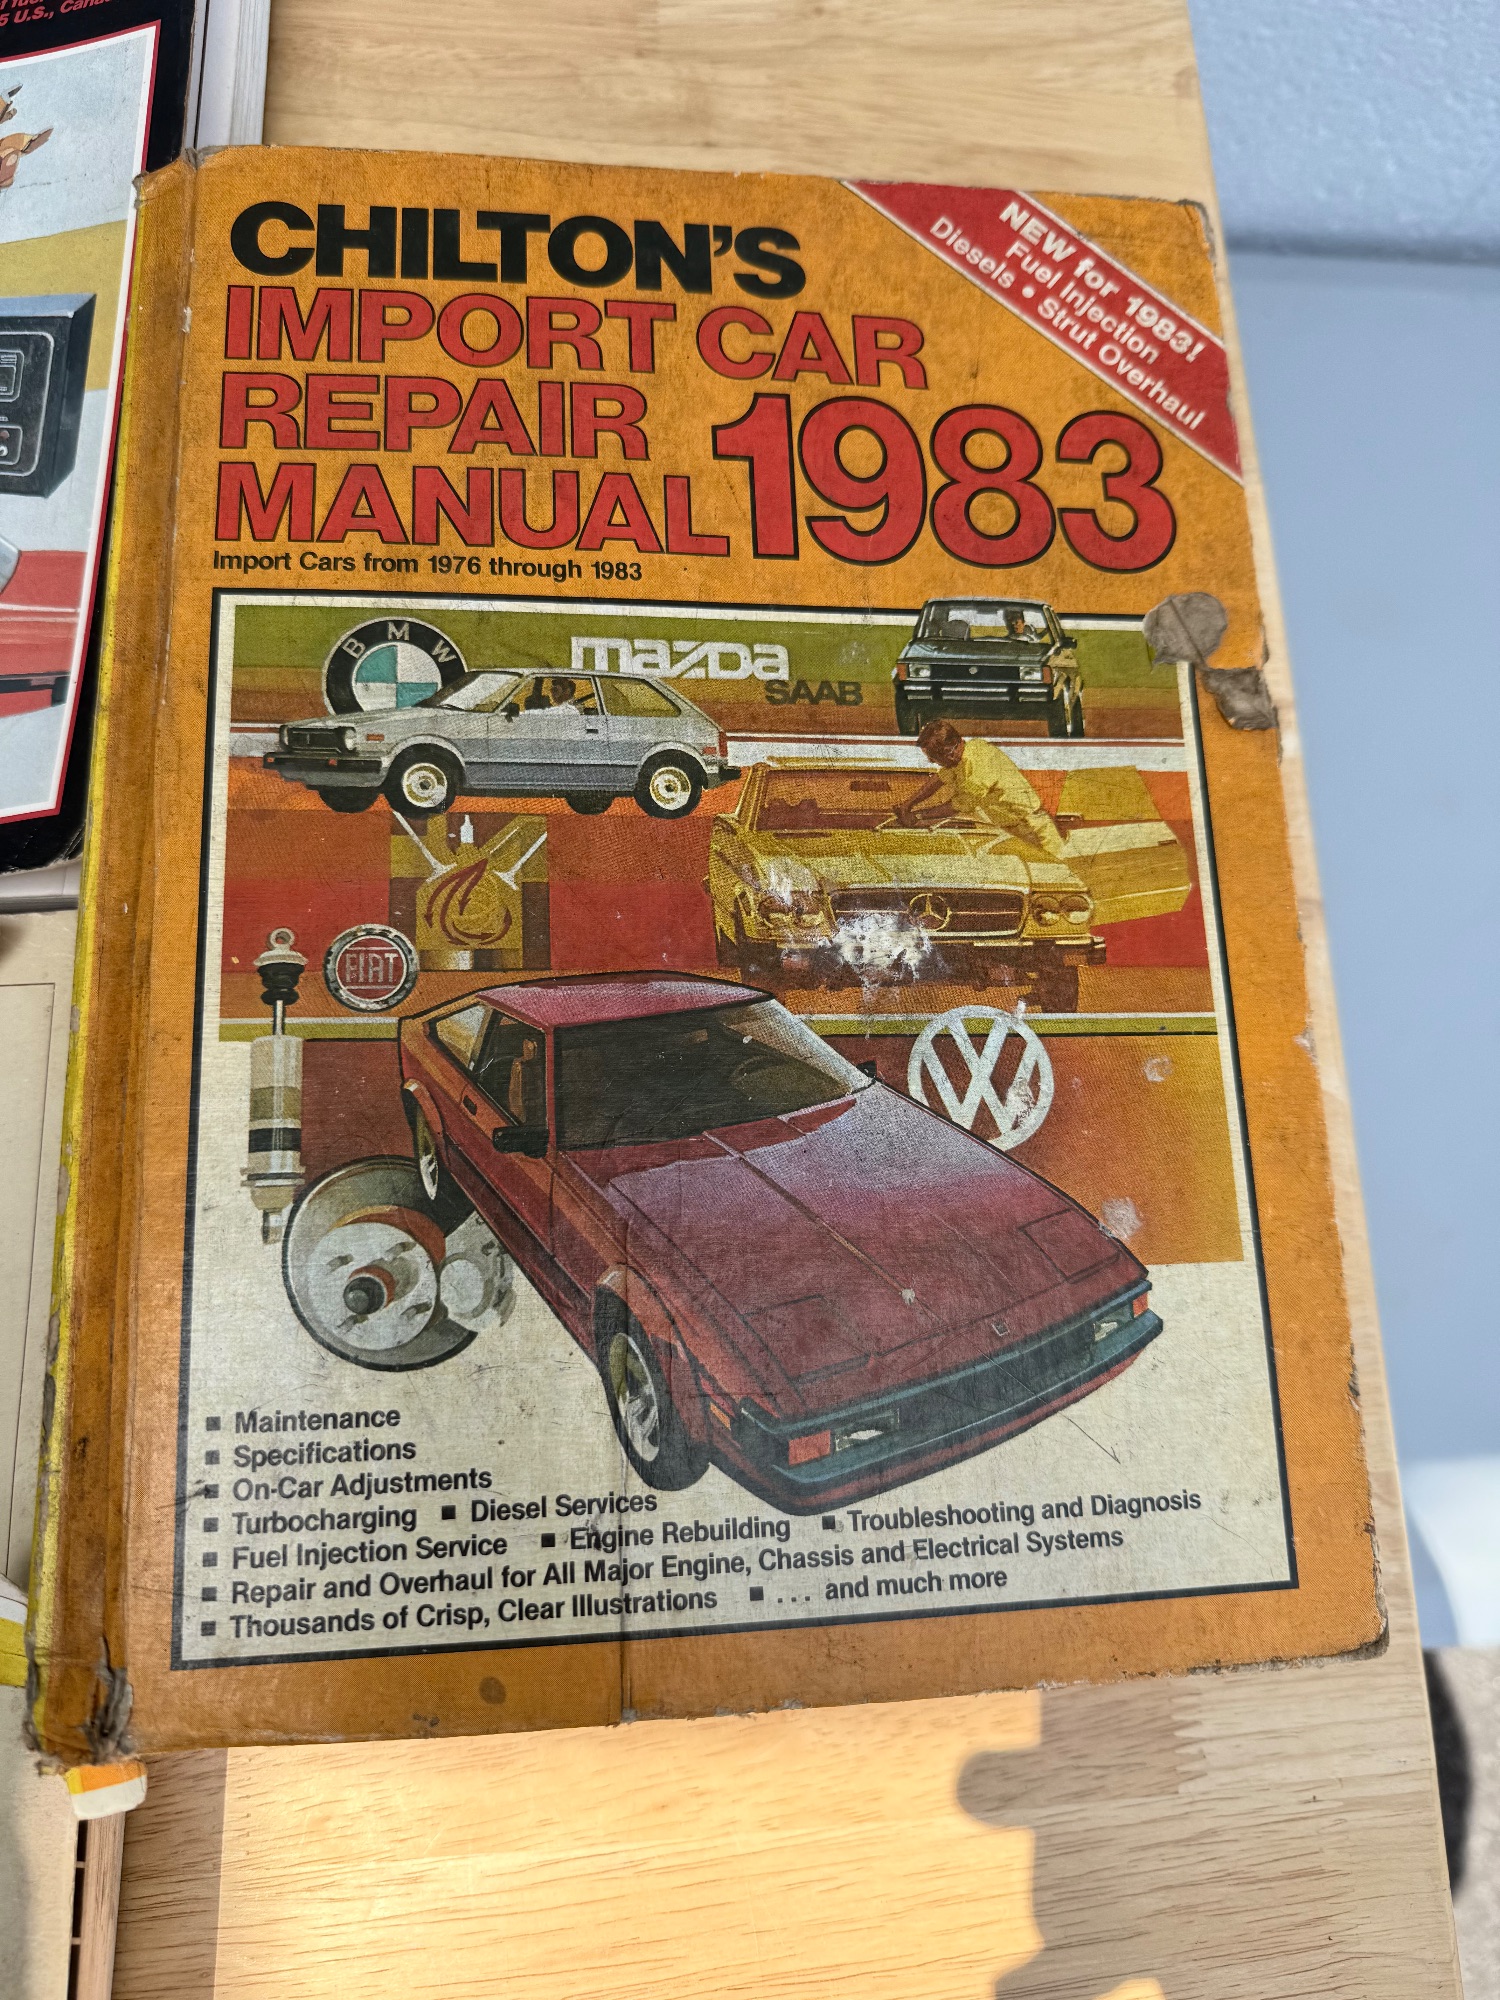 5 U.S., Cana
CHILTON'S
IMPORT CAR
REPAIR
MANUAL 1983
Import Cars from 1976 through 1983
NEW for 1983!
Fuel Injection
Diesels • Strut Overhaul
BMW
mazda
SAAB
FIAT
VW
■ Maintenance
■ Specifications
■ On-Car Adjustments
■ Turbocharging ■ Diesel Services
■ Fuel Injection Service ■ Engine Rebuilding ■ Troubleshooting and Diagnosis
■ Repair and Overhaul for All Major Engine, Chassis and Electrical Systems
■ Thousands of Crisp, Clear Illustrations ■ ... and much more